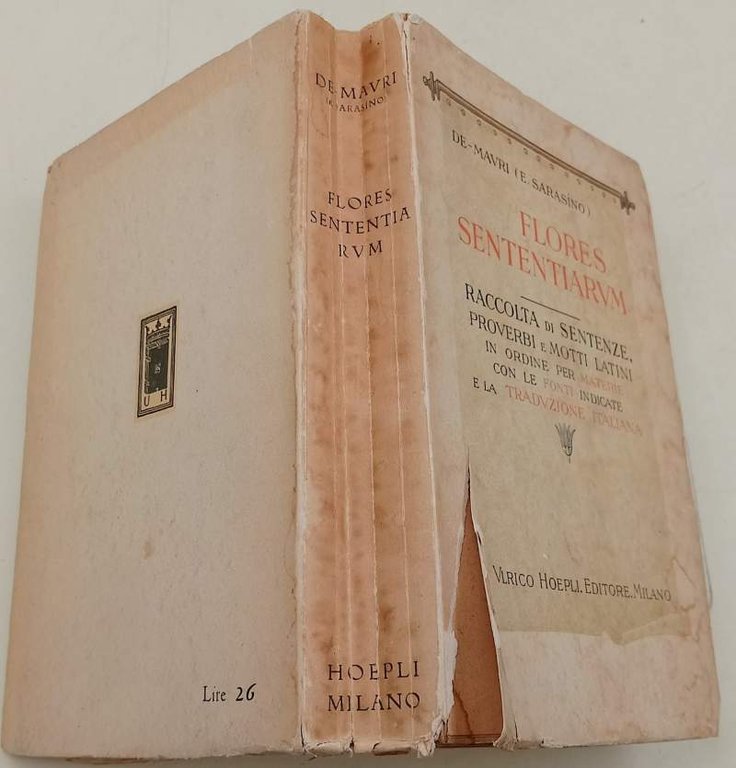 DE-MAVRI
(E. SARASINO)
FLORES
SENTENTIA
RVM
HOEPLI
MILANO
U H
Lire 26
DE-MAVRI (E. SARASINO)
FLORES
SENTENTIARVM
RACCOLTA DI SENTENZE,
PROVERBI E MOTTI LATINI
IN ORDINE PER MATERIE
CON LE FONTI INDICATE
E LA TRADVZIONE ITALIANA
VLRICO HOEPLI. EDITORE. MILANO